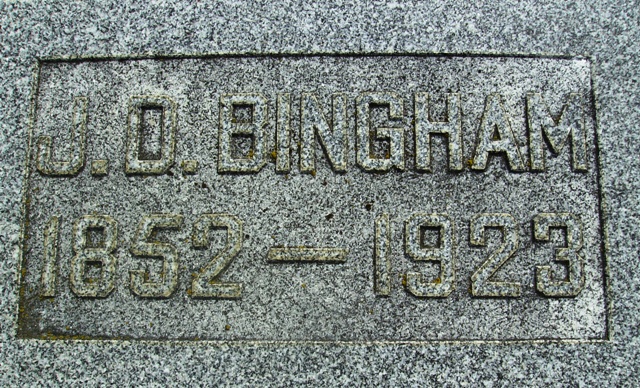 J. D. BINGHAM
1852 — 1923